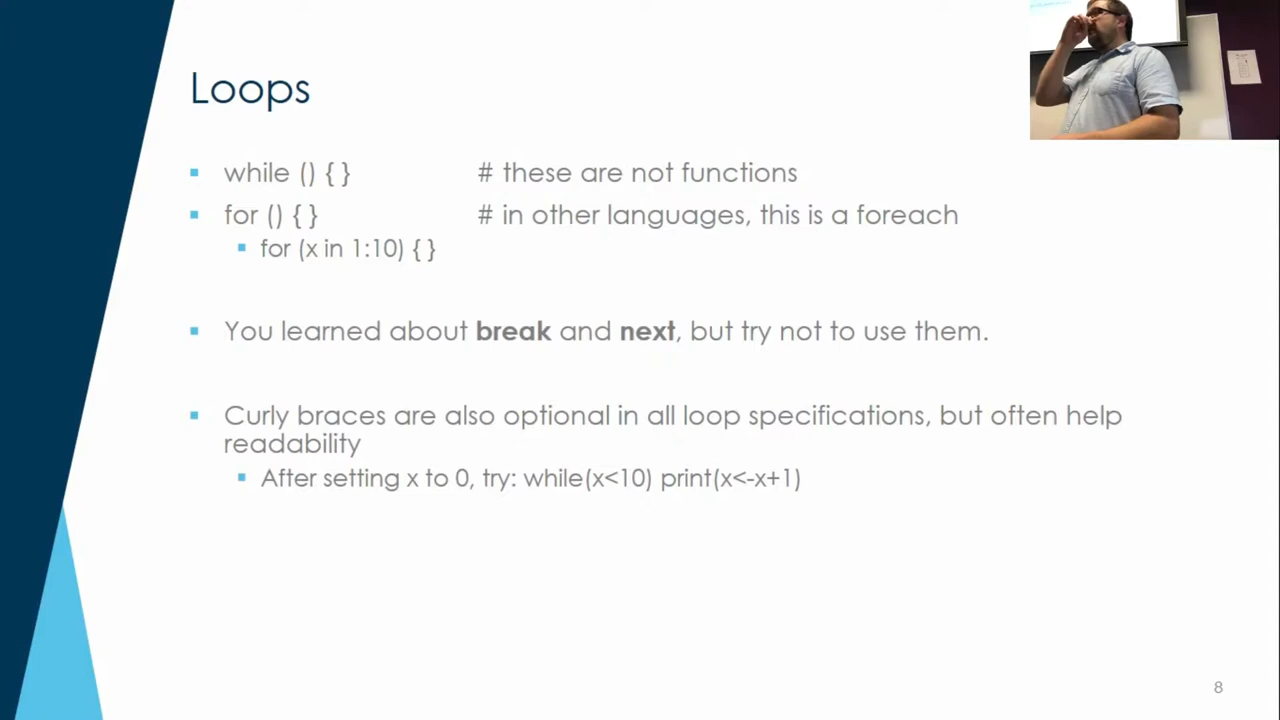 Loops
while () { } # these are not functions
for () { } # in other languages, this is a foreach
for (x in 1:10) { }
You learned about break and next, but try not to use them.
Curly braces are also optional in all loop specifications, but often help
readability
After setting x to 0, try: while(x<10) print(x<-x+1)
8